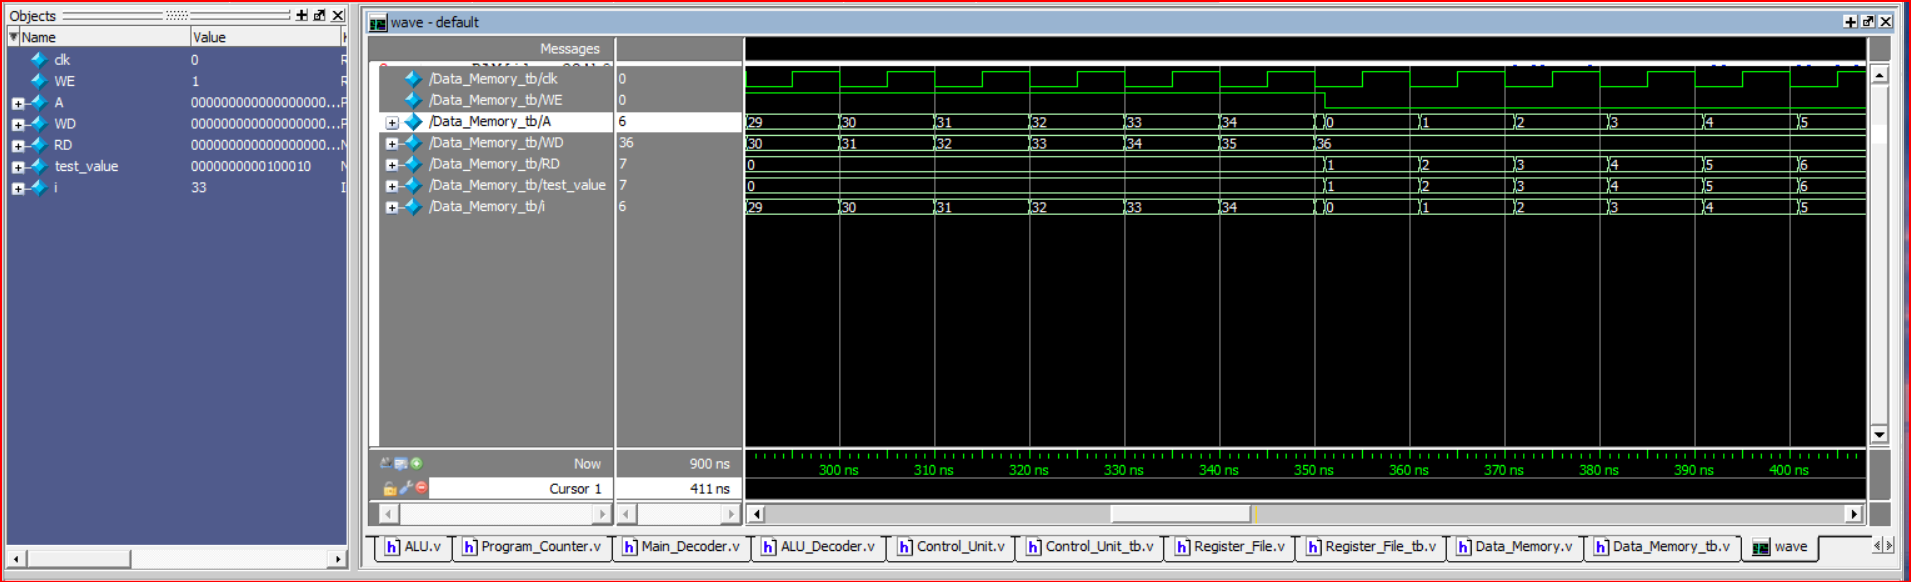 Objects
Name Value
clk 0 R
WE 1 R
A 000000000000000000...P
WD 000000000000000000...P
RD 000000000000000000...N
test_value 0000000000100010 N
i 33 I
wave - default
Messages
/Data_Memory_tb/clk 0
/Data_Memory_tb/WE 0
/Data_Memory_tb/A 6 29 30 31 32 33 34 0 1 2 3 4 5
/Data_Memory_tb/WD 36 30 31 32 33 34 35 36
/Data_Memory_tb/RD 7 0 1 2 3 4 5 6
/Data_Memory_tb/test_value 7 0 1 2 3 4 5 6
/Data_Memory_tb/i 6 29 30 31 32 33 34 0 1 2 3 4 5
Now 900 ns
300 ns 310 ns 320 ns 330 ns 340 ns 350 ns 360 ns 370 ns 380 ns 390 ns 400 ns
Cursor 1 411 ns
ALU.v Program_Counter.v Main_Decoder.v ALU_Decoder.v Control_Unit.v Control_Unit_tb.v Register_File.v Register_File_tb.v Data_Memory.v Data_Memory_tb.v wave